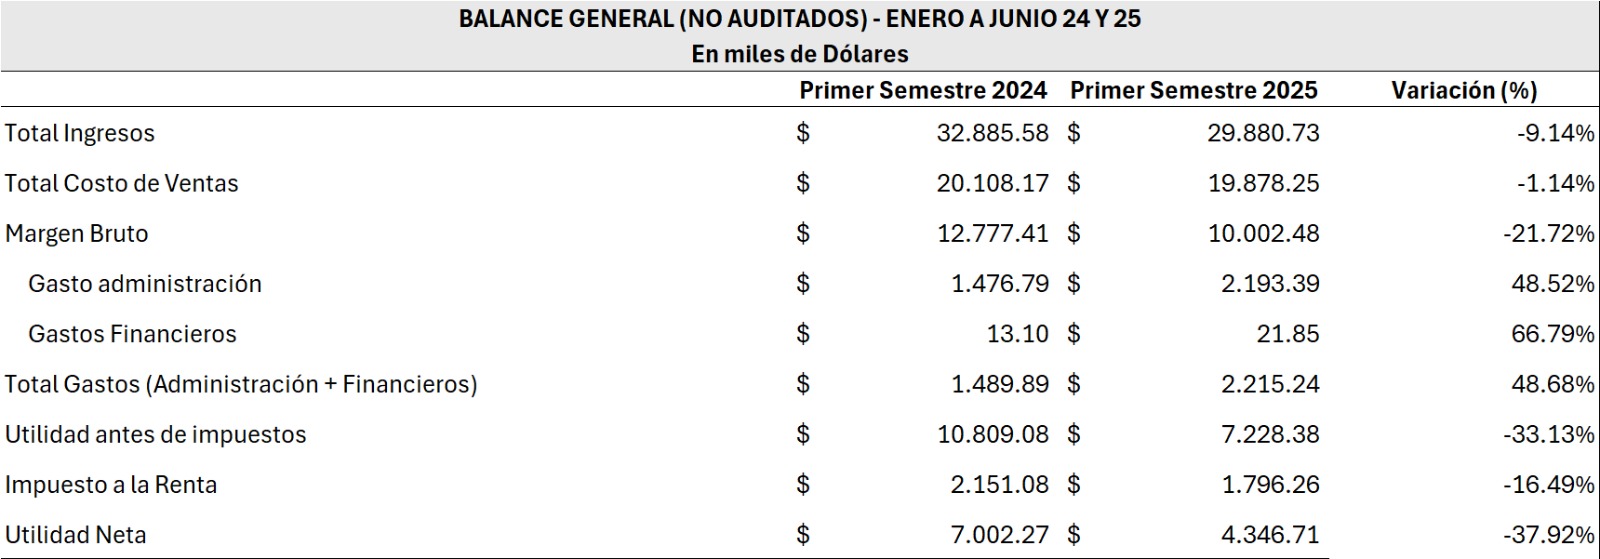 BALANCE GENERAL (NO AUDITADOS) - ENERO A JUNIO 24 Y 25
En miles de Dólares
Primer Semestre 2024 Primer Semestre 2025 Variación (%)
Total Ingresos $ 32.885.58 $ 29.880.73 -9.14%
Total Costo de Ventas $ 20.108.17 $ 19.878.25 -1.14%
Margen Bruto $ 12.777.41 $ 10.002.48 -21.72%
Gasto administración $ 1.476.79 $ 2.193.39 48.52%
Gastos Financieros $ 13.10 $ 21.85 66.79%
Total Gastos (Administración + Financieros) $ 1.489.89 $ 2.215.24 48.68%
Utilidad antes de impuestos $ 10.809.08 $ 7.228.38 -33.13%
Impuesto a la Renta $ 2.151.08 $ 1.796.26 -16.49%
Utilidad Neta $ 7.002.27 $ 4.346.71 -37.92%